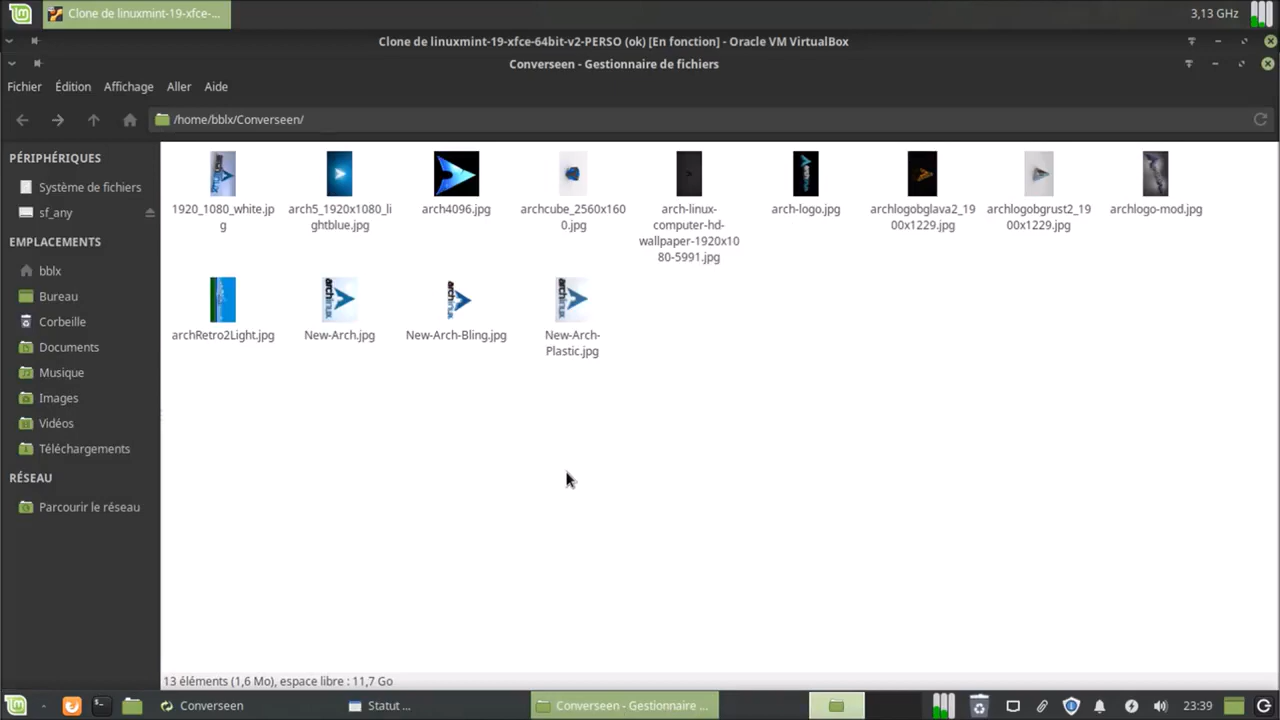 Clone de linuxmint-19-xfce-...
3,13 GHz
Clone de linuxmint-19-xfce-64bit-v2-PERSO (ok) [En fonction] - Oracle VM VirtualBox
Converseen - Gestionnaire de fichiers
Fichier Édition Affichage Aller Aide
/home/bblx/Converseen/
PÉRIPHÉRIQUES
Système de fichiers
sf_any
EMPLACEMENTS
bblx
Bureau
Corbeille
Documents
Musique
Images
Vidéos
Téléchargements
RÉSEAU
Parcourir le réseau
1920_1080_white.jp
g
arch5_1920x1080_li
ghtblue.jpg
arch4096.jpg
archcube_2560x160
0.jpg
arch-linux-
computer-hd-
wallpaper-1920x10
80-5991.jpg
arch-logo.jpg
archlogobglava2_19
00x1229.jpg
archlogobgrust2_19
00x1229.jpg
archlogo-mod.jpg
archRetro2Light.jpg
New-Arch.jpg
New-Arch-Bling.jpg
New-Arch-
Plastic.jpg
13 éléments (1,6 Mo), espace libre : 11,7 Go
Converseen
Statut ...
Converseen - Gestionnaire ...
23:39